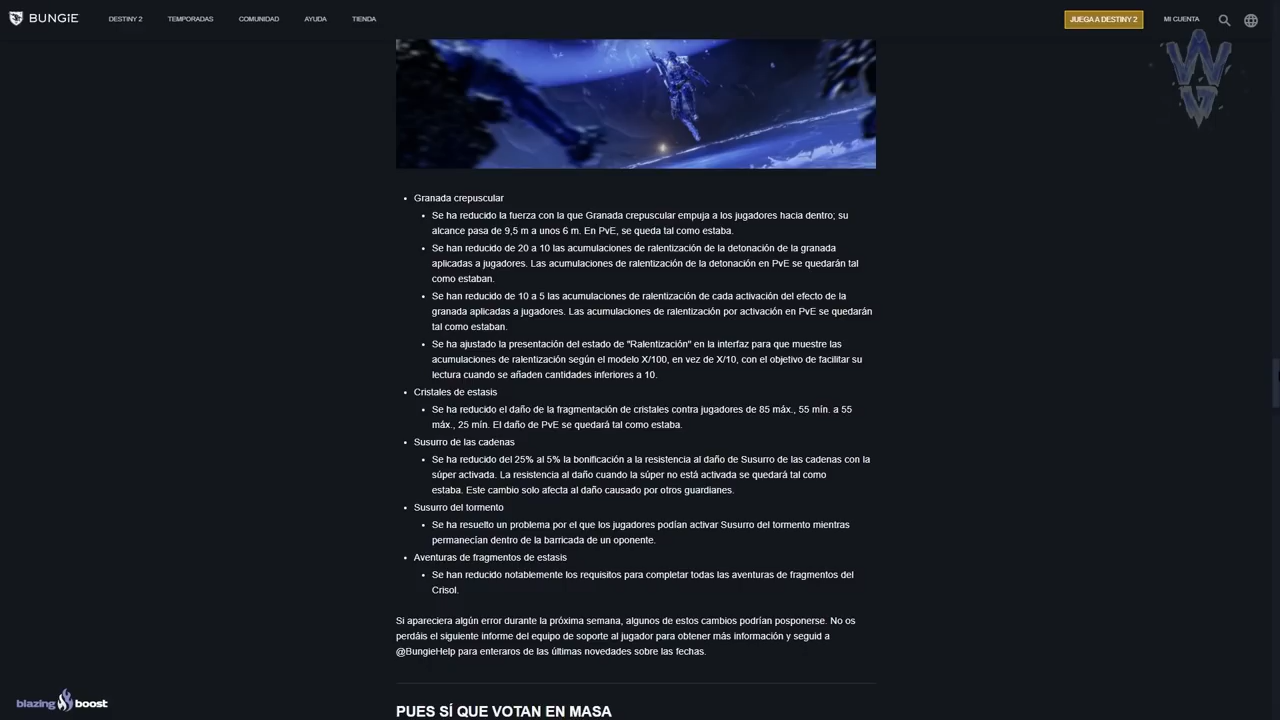 BUNGiE
DESTINY 2
TEMPORADAS
COMUNIDAD
AYUDA
TIENDA
JUEGA A DESTINY 2
MI CUENTA
W
Granada crepuscular
Se ha reducido la fuerza con la que Granada crepuscular empuja a los jugadores hacia dentro; su
alcance pasa de 9,5 m a unos 6 m. En PvE, se queda tal como estaba.
Se han reducido de 20 a 10 las acumulaciones de ralentización de la detonación de la granada
aplicadas a jugadores. Las acumulaciones de ralentización de la detonación en PvE se quedarán tal
como estaban.
Se han reducido de 10 a 5 las acumulaciones de ralentización de cada activación del efecto de la
granada aplicadas a jugadores. Las acumulaciones de ralentización por activación en PvE se quedarán
tal como estaban.
Se ha ajustado la presentación del estado de "Ralentización" en la interfaz para que muestre las
acumulaciones de ralentización según el modelo X/100, en vez de X/10, con el objetivo de facilitar su
lectura cuando se añaden cantidades inferiores a 10.
Cristales de estasis
Se ha reducido el daño de la fragmentación de cristales contra jugadores de 85 máx., 55 mín. a 55
máx., 25 mín. El daño de PvE se quedará tal como estaba.
Susurro de las cadenas
Se ha reducido del 25% al 5% la bonificación a la resistencia al daño de Susurro de las cadenas con la
súper activada. La resistencia al daño cuando la súper no está activada se quedará tal como
estaba. Este cambio solo afecta al daño causado por otros guardianes.
Susurro del tormento
Se ha resuelto un problema por el que los jugadores podían activar Susurro del tormento mientras
permanecían dentro de la barricada de un oponente.
Aventuras de fragmentos de estasis
Se han reducido notablemente los requisitos para completar todas las aventuras de fragmentos del
Crisol.
Si apareciera algún error durante la próxima semana, algunos de estos cambios podrían posponerse. No os
perdáis el siguiente informe del equipo de soporte al jugador para obtener más información y seguid a
@BungieHelp para enteraros de las últimas novedades sobre las fechas.
blazing boost
PUES SÍ QUE VOTAN EN MASA